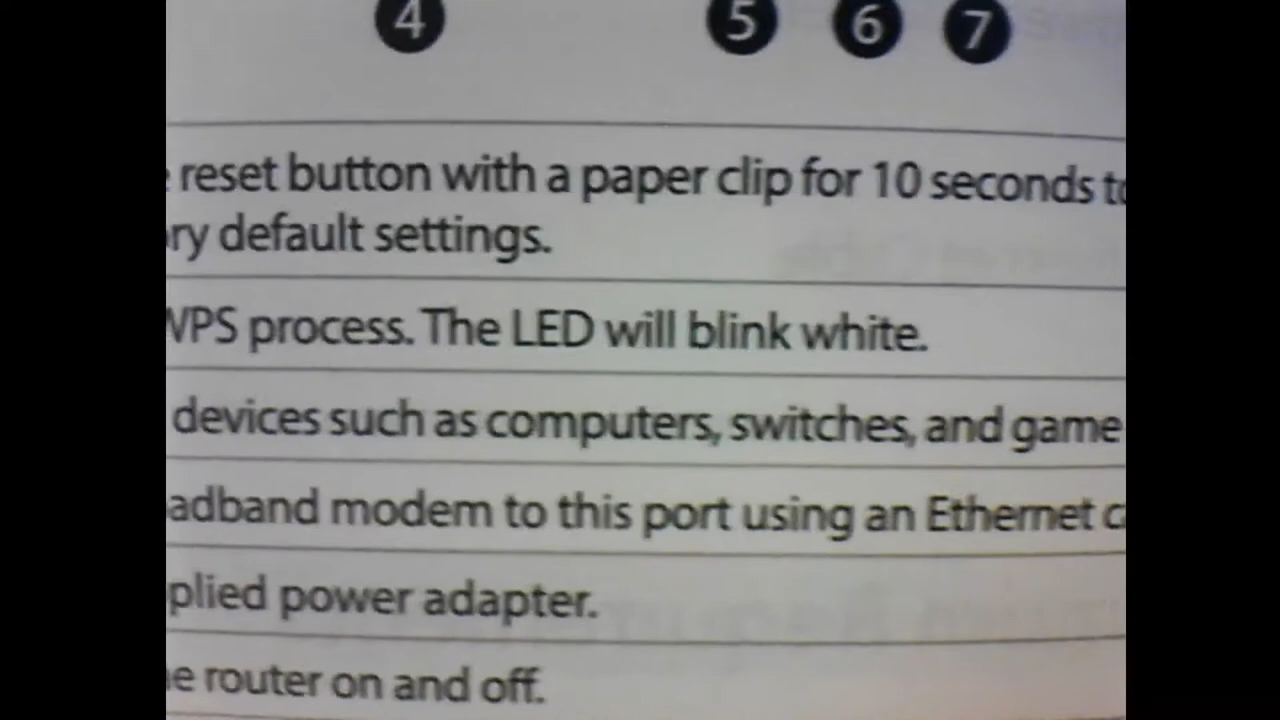 4 5 6 7
reset button with a paper clip for 10 seconds to
ry default settings.
WPS process. The LED will blink white.
devices such as computers, switches, and game
adband modem to this port using an Ethernet c
plied power adapter.
e router on and off.